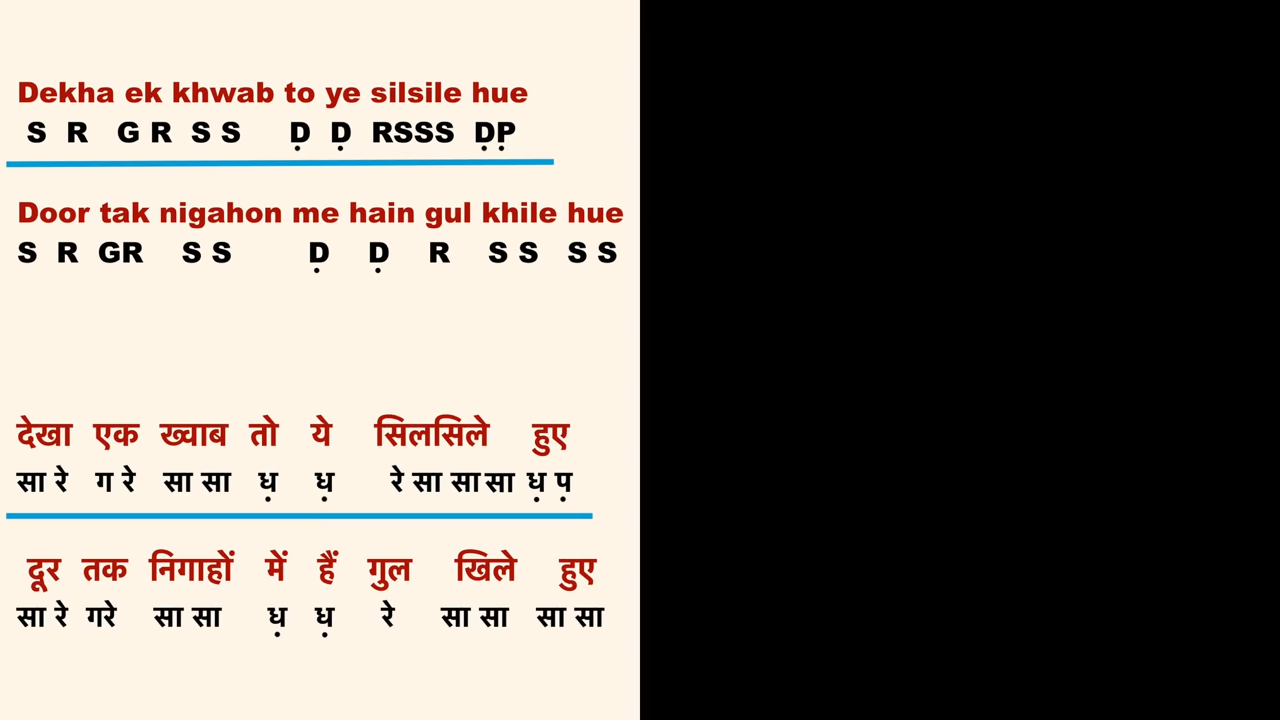 Dekha ek khwab to ye silsile hue
S R G R S S Ḍ Ḍ RSSS ḌP̣
Door tak nigahon me hain gul khile hue
S R GR S S Ḍ Ḍ R S S S S
देखा एक ख्वाब तो ये सिलसिले हुए
सा रे ग रे सा सा ध़ ध़ रे सा सा सा ध़ प़
दूर तक निगाहों में हैं गुल खिले हुए
सा रे गरे सा सा ध़ ध़ रे सा सा सा सा